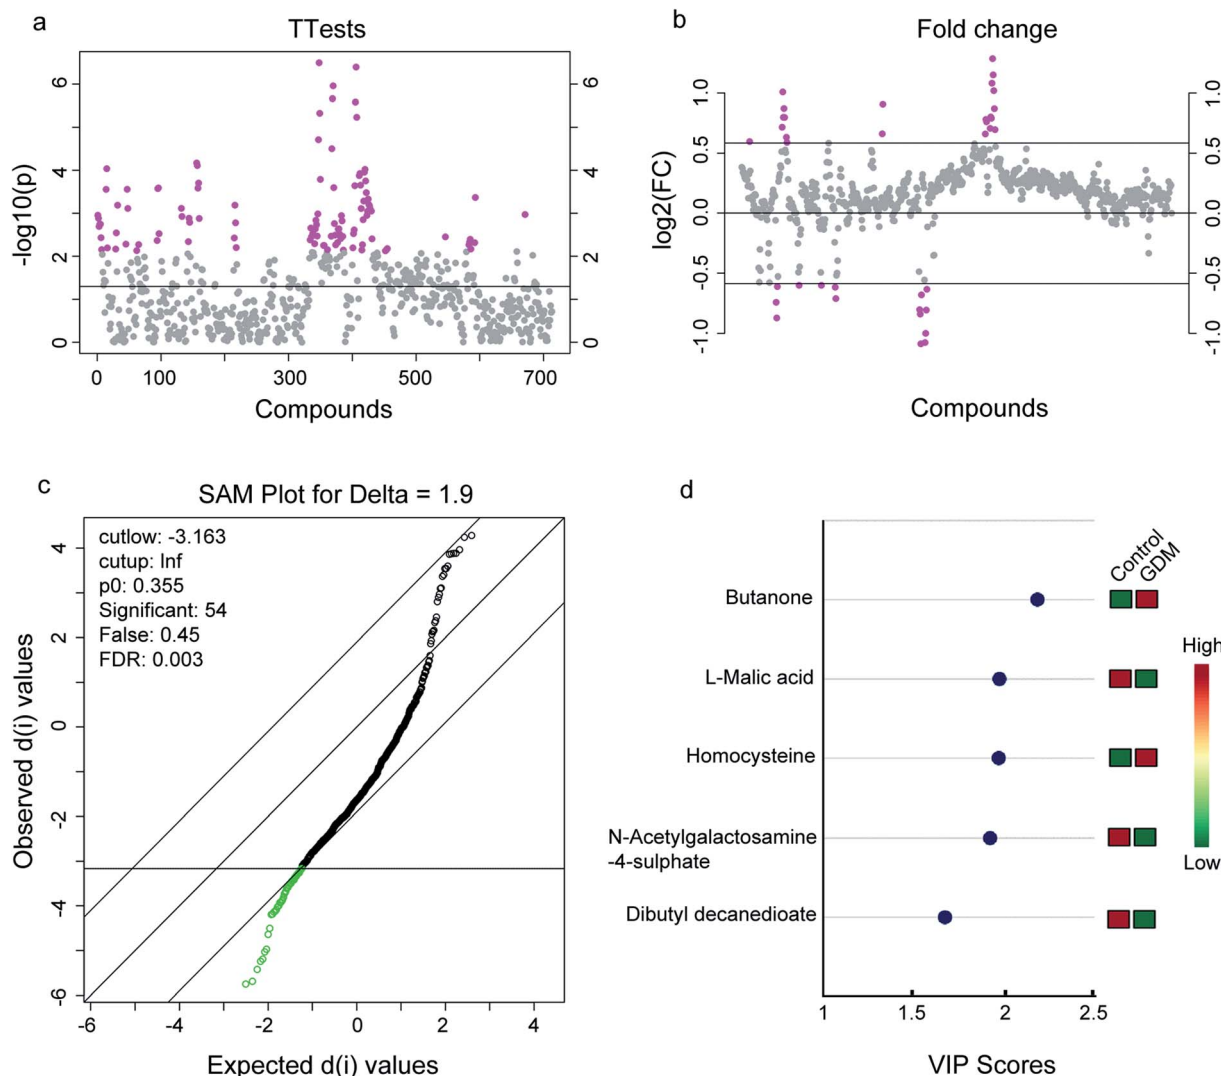 a
TTests
-log10(p)
6
4
2
0
6
4
2
0
0
100
300
500
700
Compounds
b
Fold change
log2(FC)
1.0
0.5
0.0
-0.5
-1.0
1.0
0.5
0.0
-0.5
-1.0
Compounds
c
SAM Plot for Delta = 1.9
cutlow: -3.163
cutup: Inf
p0: 0.355
Significant: 54
False: 0.45
FDR: 0.003
Observed d(i) values
4
2
0
-2
-4
-6
-6
-4
-2
0
2
4
Expected d(i) values
d
Control
GDM
Butanone
L-Malic acid
Homocysteine
N-Acetylgalactosamine
-4-sulphate
Dibutyl decanedioate
High
Low
1
1.5
2
2.5
VIP Scores